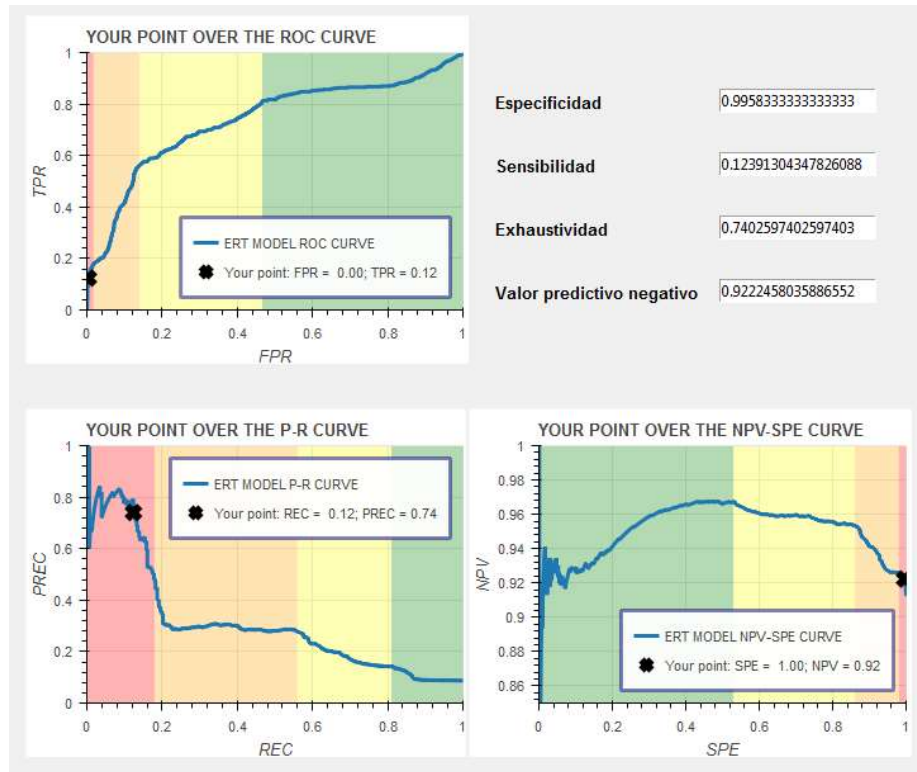 YOUR POINT OVER THE ROC CURVE
1
0.8
0.6
0.4
0.2
0
TPR
ERT MODEL ROC CURVE
Your point: FPR = 0.00; TPR = 0.12
0
0.2
0.4
0.6
0.8
1
FPR
Especificidad
0.9958333333333333
Sensibilidad
0.12391304347826088
Exhaustividad
0.7402597402597403
Valor predictivo negativo
0.9222458035886552
YOUR POINT OVER THE P-R CURVE
1
0.8
0.6
0.4
0.2
0
PREC
ERT MODEL P-R CURVE
Your point: REC = 0.12; PREC = 0.74
0
0.2
0.4
0.6
0.8
1
REC
YOUR POINT OVER THE NPV-SPE CURVE
1
0.98
0.96
0.94
0.92
0.9
0.88
0.86
NPV
ERT MODEL NPV-SPE CURVE
Your point: SPE = 1.00; NPV = 0.92
0
0.2
0.4
0.6
0.8
1
SPE